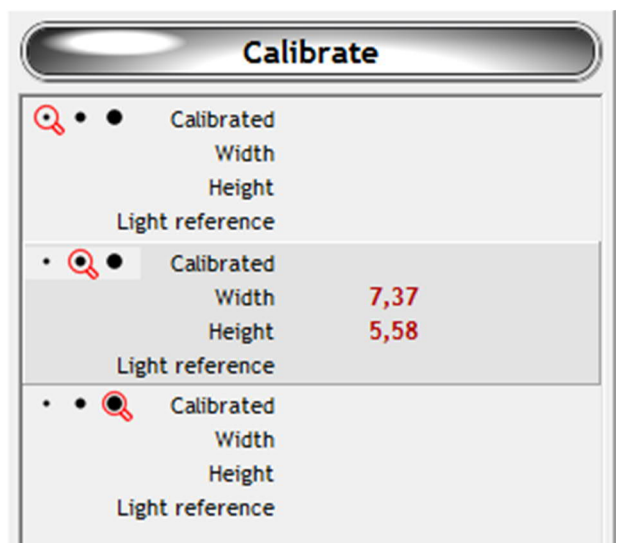 Calibrate
Calibrated
Width
Height
Light reference
Calibrated
Width 7,37
Height 5,58
Light reference
Calibrated
Width
Height
Light reference